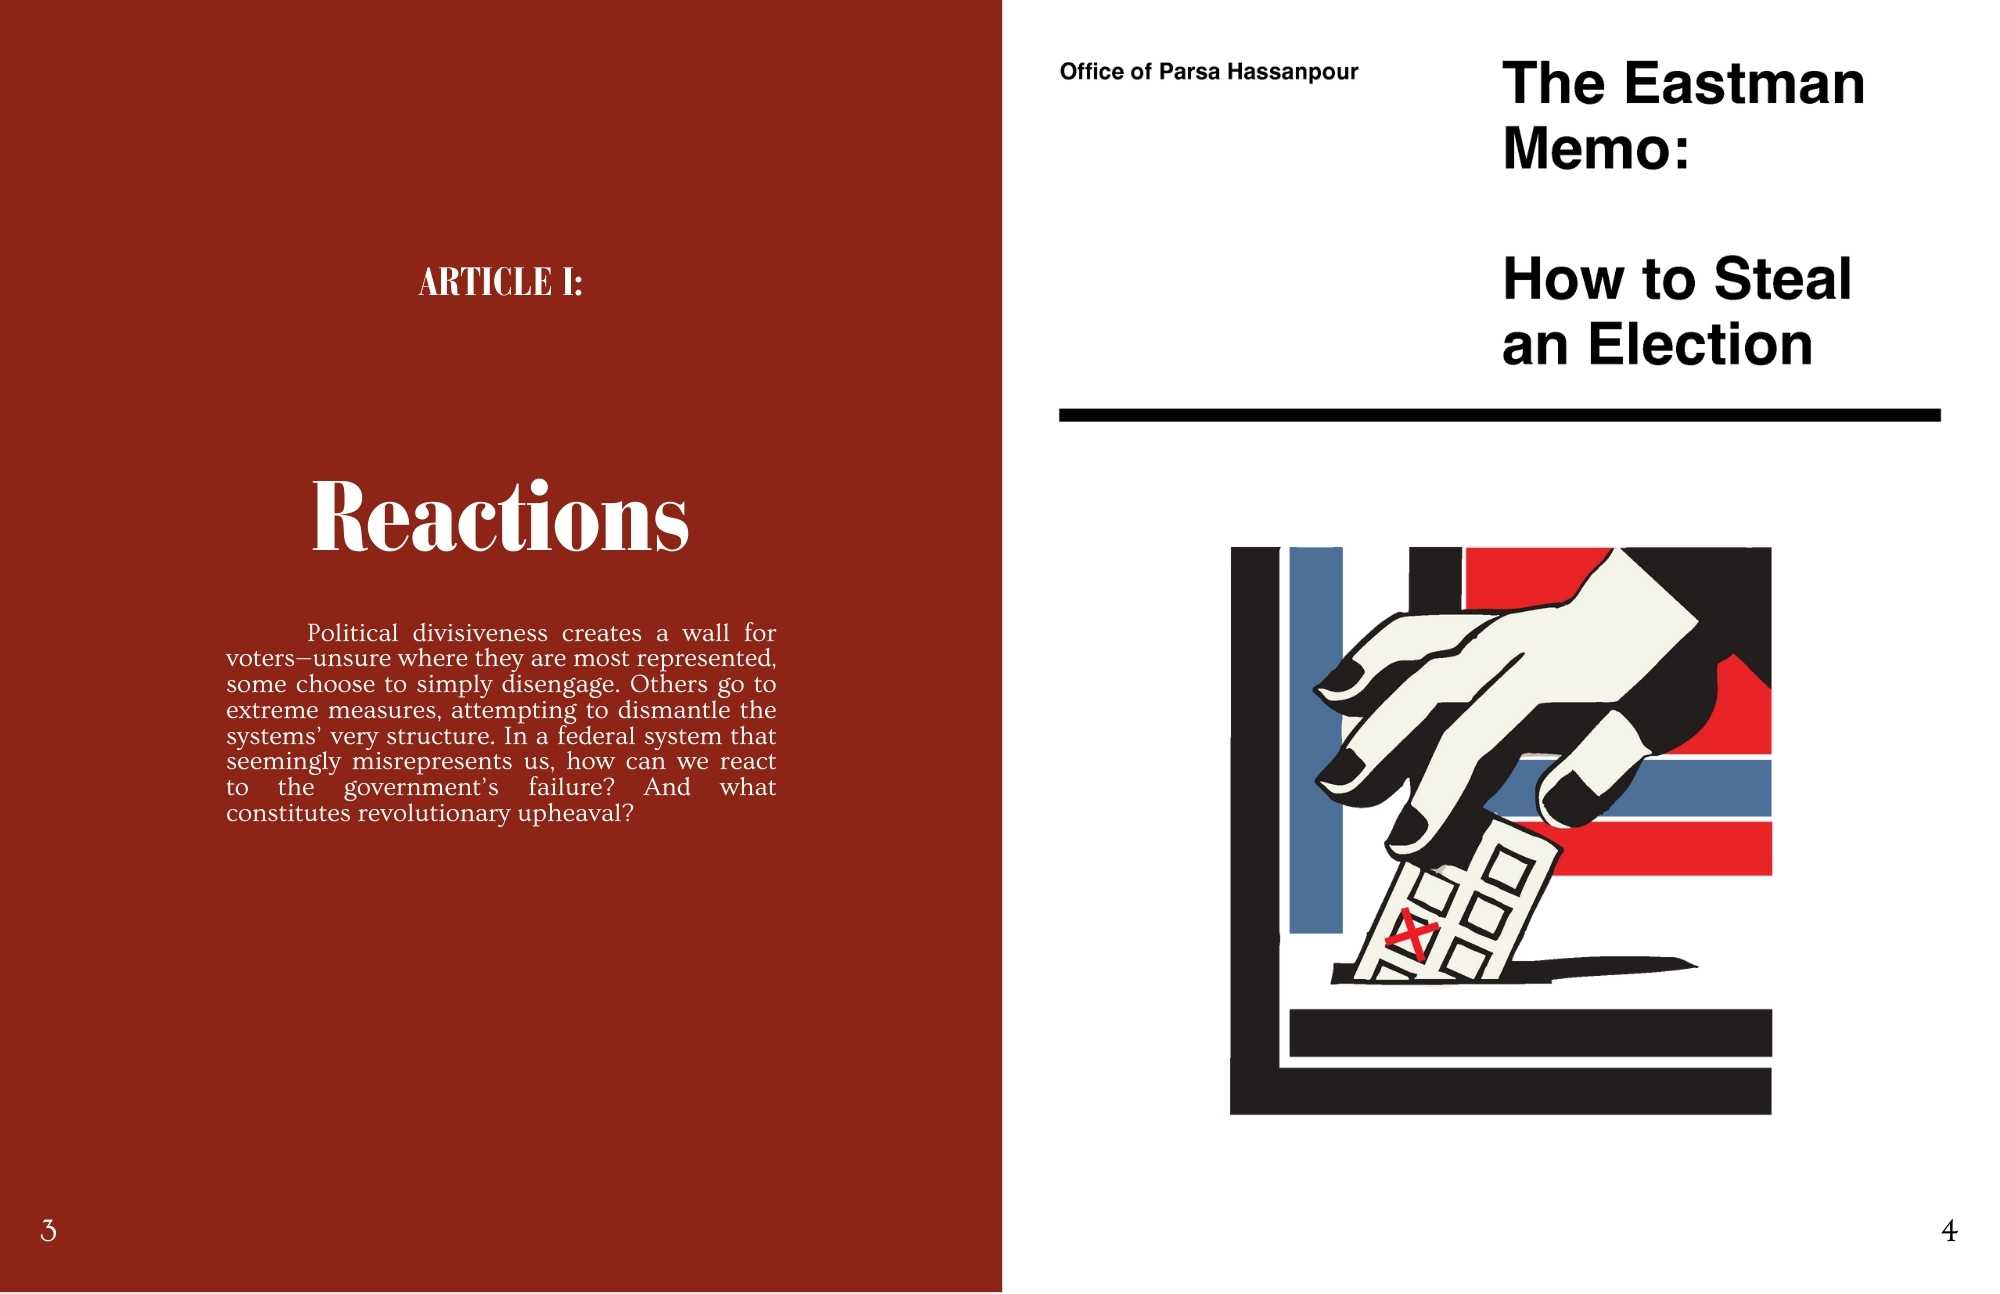 ARTICLE I:
Reactions
Political divisiveness creates a wall for
voters—unsure where they are most represented,
some choose to simply disengage. Others go to
extreme measures, attempting to dismantle the
systems’ very structure. In a federal system that
seemingly misrepresents us, how can we react
to the government’s failure? And what
constitutes revolutionary upheaval?
3
Office of Parsa Hassanpour
The Eastman
Memo:
How to Steal
an Election
4